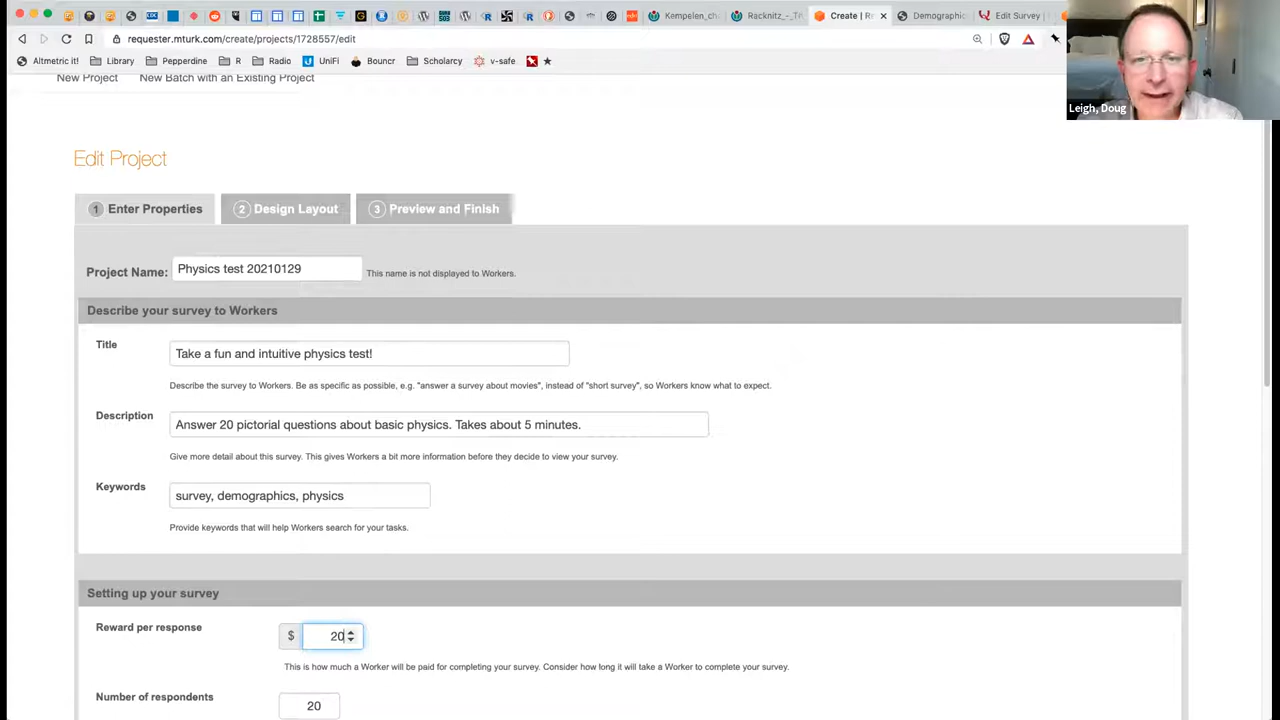 Create | Re
Kempelen_ch
Racknitz_-_Th
Demographic
Edit Survey
requester.mturk.com/create/projects/1728557/edit
Altmetric it!
Library
Pepperdine
R
Radio
UniFi
Bouncr
Scholarcy
v-safe
New Project
New Batch with an Existing Project
Leigh, Doug
Edit Project
1 Enter Properties
2 Design Layout
3 Preview and Finish
Project Name:
Physics test 20210129
This name is not displayed to Workers.
Describe your survey to Workers
Title
Take a fun and intuitive physics test!
Describe the survey to Workers. Be as specific as possible, e.g. "answer a survey about movies", instead of "short survey", so Workers know what to expect.
Description
Answer 20 pictorial questions about basic physics. Takes about 5 minutes.
Give more detail about this survey. This gives Workers a bit more information before they decide to view your survey.
Keywords
survey, demographics, physics
Provide keywords that will help Workers search for your tasks.
Setting up your survey
Reward per response
$ 20
This is how much a Worker will be paid for completing your survey. Consider how long it will take a Worker to complete your survey.
Number of respondents
20